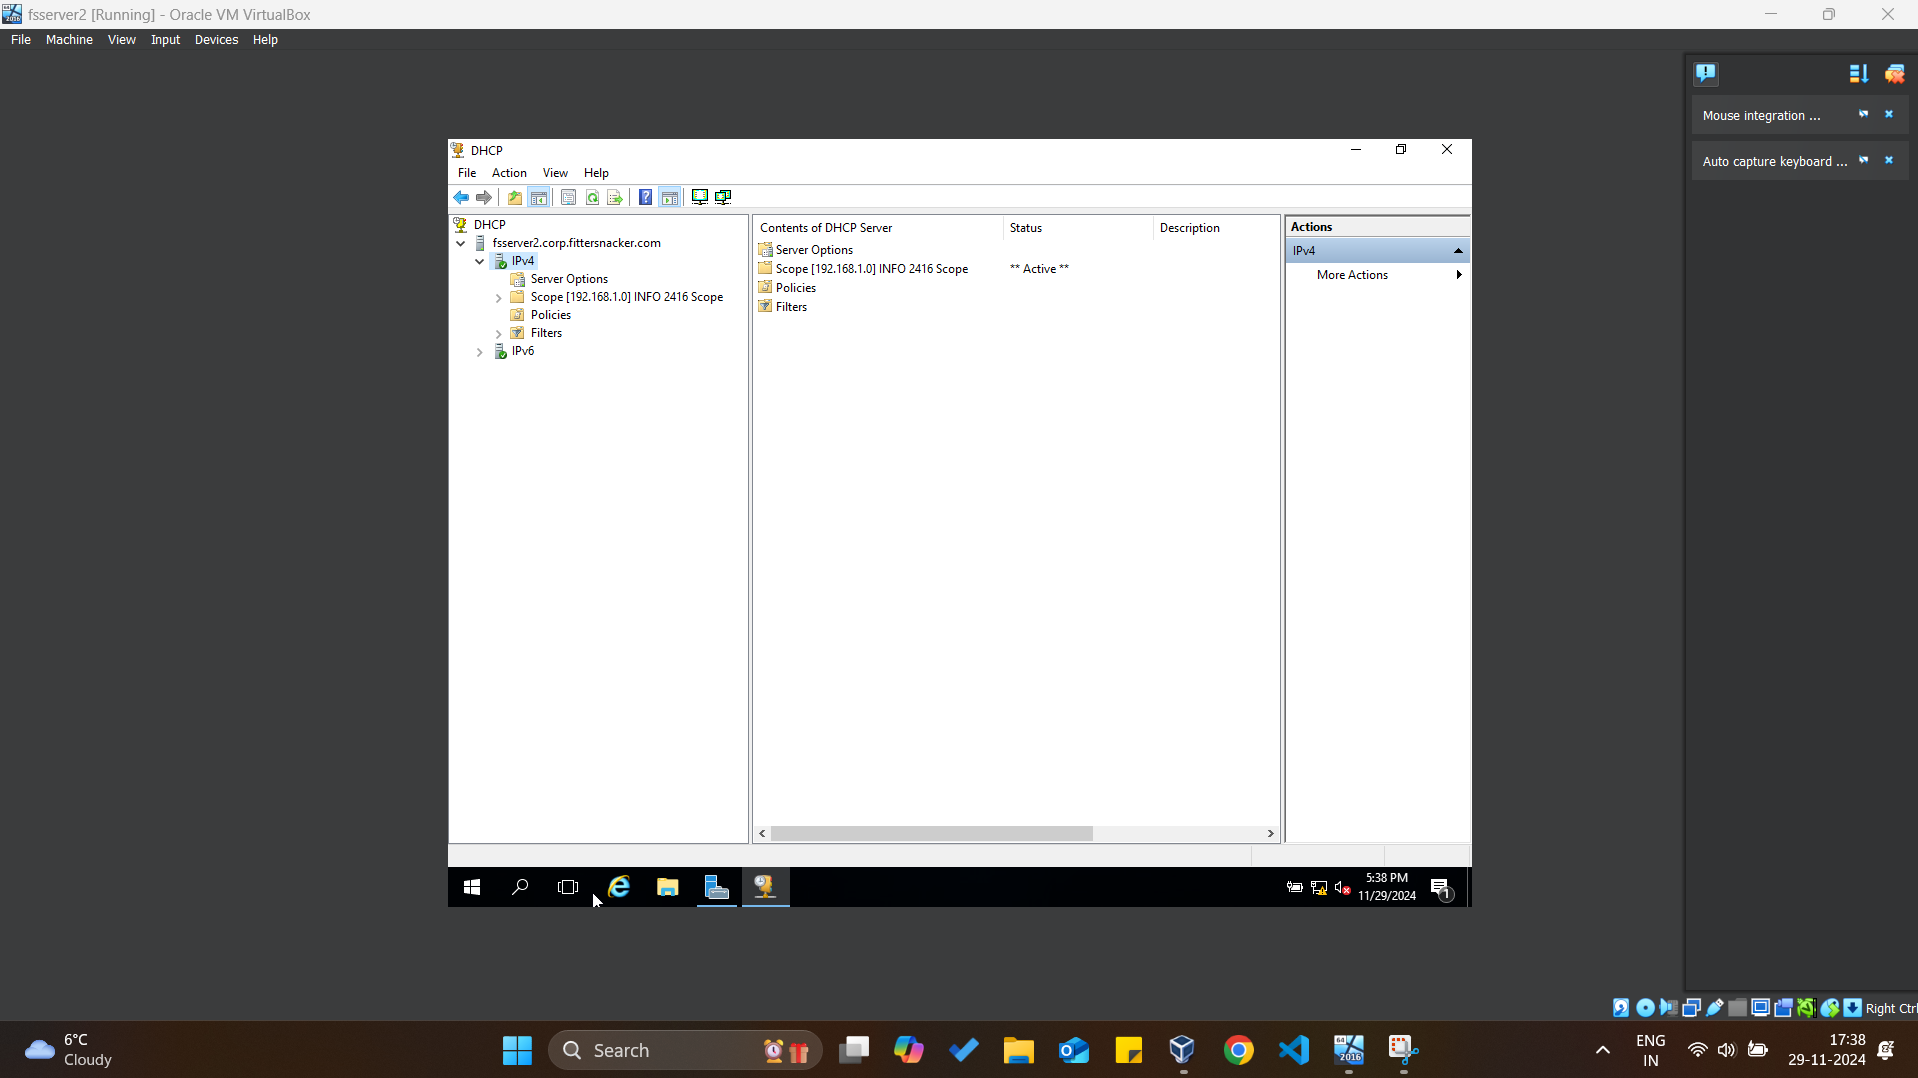 fsserver2 [Running] - Oracle VM VirtualBox
File Machine View Input Devices Help
Mouse integration ...
Auto capture keyboard ...
DHCP
File Action View Help
DHCP
fsserver2.corp.fittersnacker.com
IPv4
Server Options
Scope [192.168.1.0] INFO 2416 Scope
Policies
Filters
IPv6
Contents of DHCP Server Status Description
Server Options
Scope [192.168.1.0] INFO 2416 Scope ** Active **
Policies
Filters
Actions
IPv4
More Actions
5:38 PM
11/29/2024
1
Right Ctrl
6°C
Cloudy
Search
64
2016
ENG
IN
17:38
29-11-2024